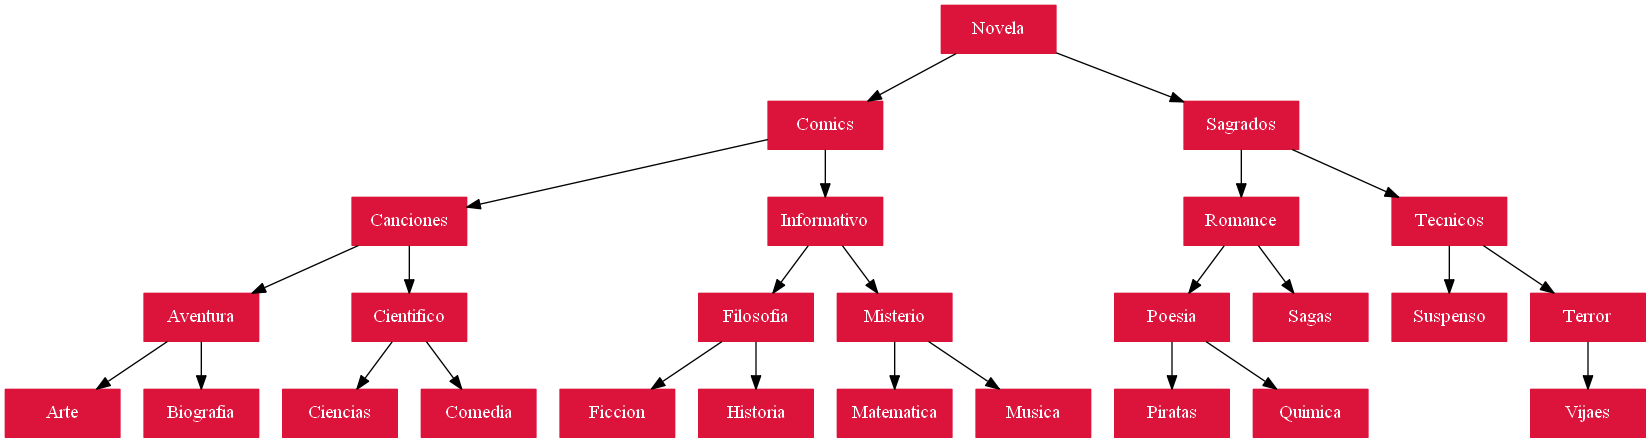 Novela
Comics
Sagrados
Canciones
Informativo
Romance
Tecnicos
Aventura
Cientifico
Filosofia
Misterio
Poesia
Sagas
Suspenso
Terror
Arte
Biografia
Ciencias
Comedia
Ficcion
Historia
Matematica
Musica
Piratas
Quimica
Vijaes